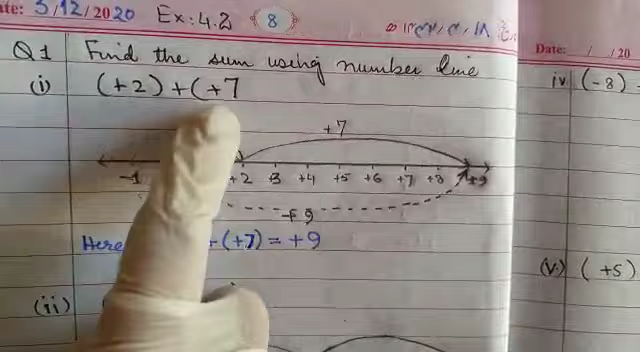 te: 5/12/2020 Ex: 4.2 8
Q1 Find the sum using number line
(i) (+2) + (+7
+7
-1 +2 +3 +4 +5 +6 +7 +8 +9
+9
Here +(+7) = +9
(ii)
Date: / /20
iv (-8) -
(v.) (+5)